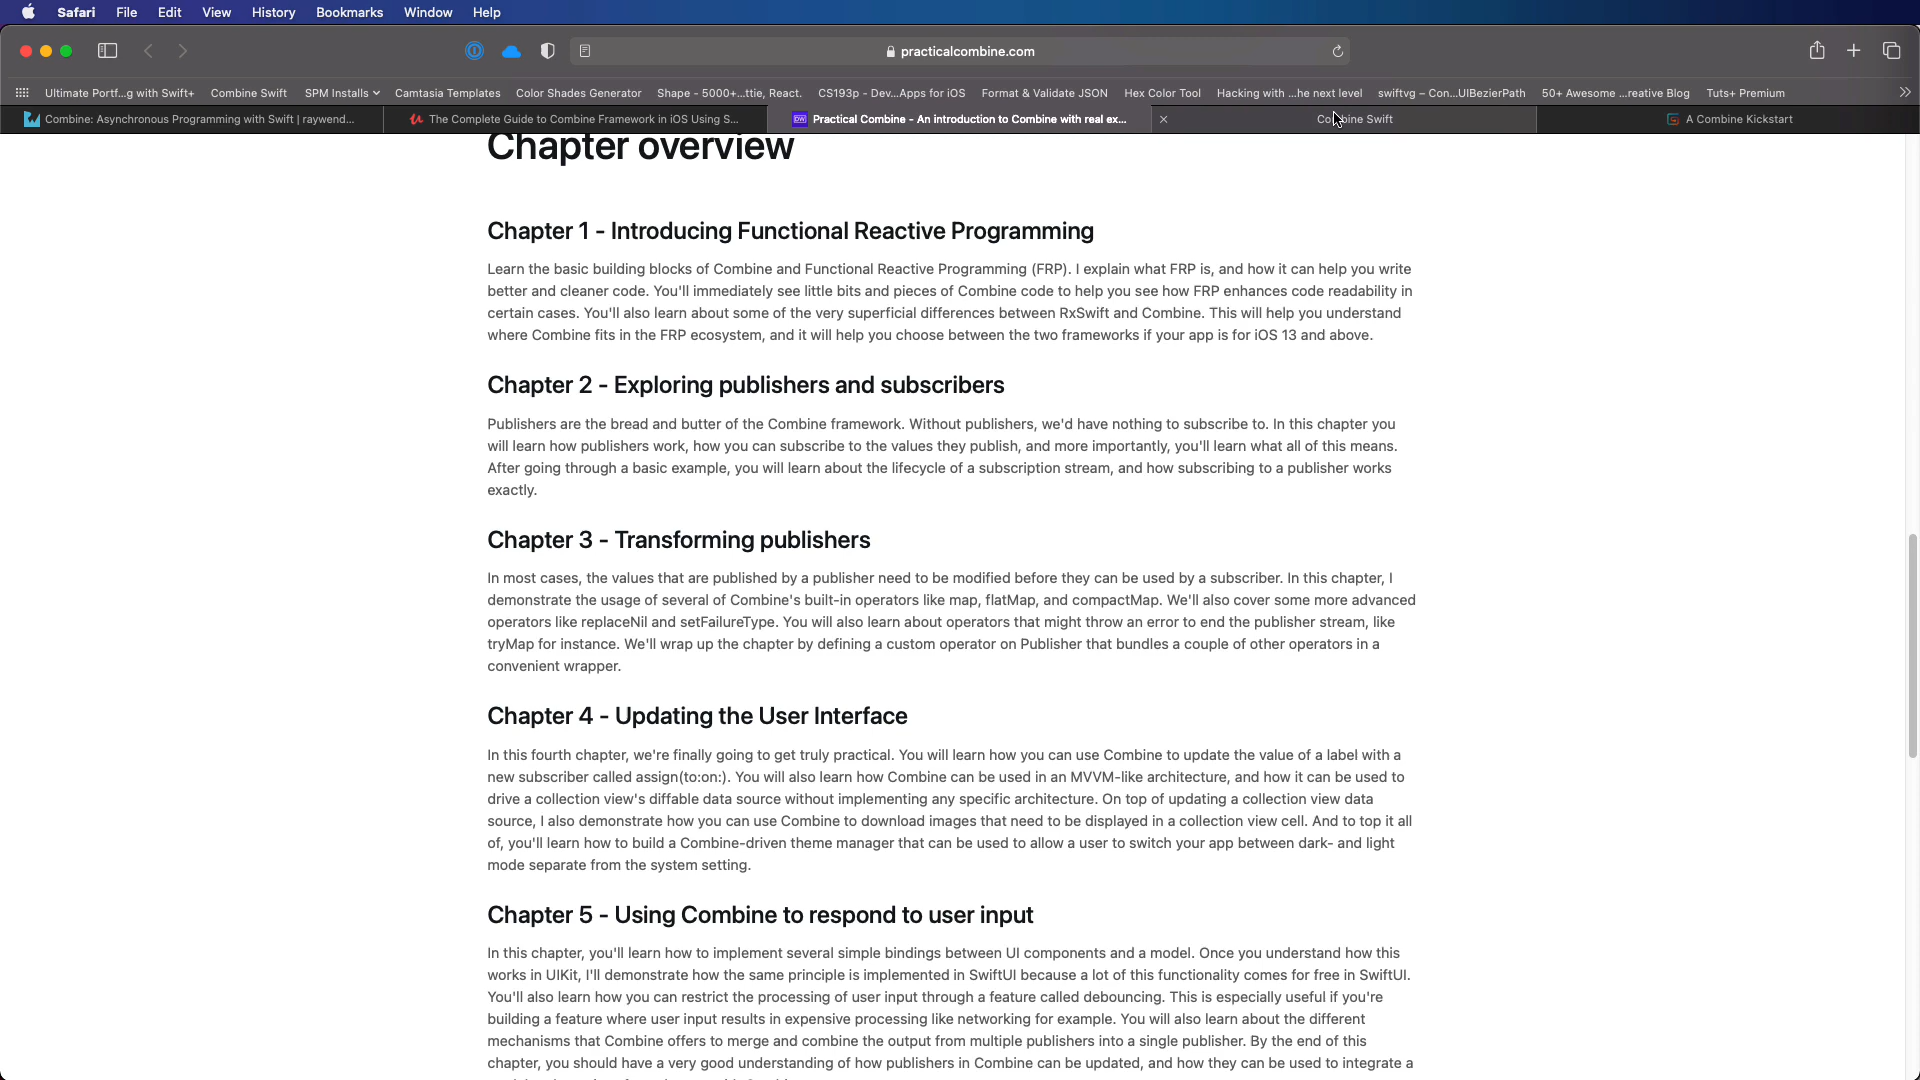 Safari File Edit View History Bookmarks Window Help
practicalcombine.com
Ultimate Portf...g with Swift+ Combine Swift SPM Installs Camtasia Templates Color Shades Generator Shape - 5000+...ttie, React. CS193p - Dev...Apps for iOS Format & Validate JSON Hex Color Tool Hacking with ...he next level swiftvg – Con...UIBezierPath 50+ Awesome ...reative Blog Tuts+ Premium
Combine: Asynchronous Programming with Swift | raywend... The Complete Guide to Combine Framework in iOS Using S... Practical Combine - An introduction to Combine with real ex... Combine Swift A Combine Kickstart
Chapter overview
Chapter 1 - Introducing Functional Reactive Programming
Learn the basic building blocks of Combine and Functional Reactive Programming (FRP). I explain what FRP is, and how it can help you write
better and cleaner code. You'll immediately see little bits and pieces of Combine code to help you see how FRP enhances code readability in
certain cases. You'll also learn about some of the very superficial differences between RxSwift and Combine. This will help you understand
where Combine fits in the FRP ecosystem, and it will help you choose between the two frameworks if your app is for iOS 13 and above.
Chapter 2 - Exploring publishers and subscribers
Publishers are the bread and butter of the Combine framework. Without publishers, we'd have nothing to subscribe to. In this chapter you
will learn how publishers work, how you can subscribe to the values they publish, and more importantly, you'll learn what all of this means.
After going through a basic example, you will learn about the lifecycle of a subscription stream, and how subscribing to a publisher works
exactly.
Chapter 3 - Transforming publishers
In most cases, the values that are published by a publisher need to be modified before they can be used by a subscriber. In this chapter, I
demonstrate the usage of several of Combine's built-in operators like map, flatMap, and compactMap. We'll also cover some more advanced
operators like replaceNil and setFailureType. You will also learn about operators that might throw an error to end the publisher stream, like
tryMap for instance. We'll wrap up the chapter by defining a custom operator on Publisher that bundles a couple of other operators in a
convenient wrapper.
Chapter 4 - Updating the User Interface
In this fourth chapter, we're finally going to get truly practical. You will learn how you can use Combine to update the value of a label with a
new subscriber called assign(to:on:). You will also learn how Combine can be used in an MVVM-like architecture, and how it can be used to
drive a collection view's diffable data source without implementing any specific architecture. On top of updating a collection view data
source, I also demonstrate how you can use Combine to download images that need to be displayed in a collection view cell. And to top it all
of, you'll learn how to build a Combine-driven theme manager that can be used to allow a user to switch your app between dark- and light
mode separate from the system setting.
Chapter 5 - Using Combine to respond to user input
In this chapter, you'll learn how to implement several simple bindings between UI components and a model. Once you understand how this
works in UIKit, I'll demonstrate how the same principle is implemented in SwiftUI because a lot of this functionality comes for free in SwiftUI.
You'll also learn how you can restrict the processing of user input through a feature called debouncing. This is especially useful if you're
building a feature where user input results in expensive processing like networking for example. You will also learn about the different
mechanisms that Combine offers to merge and combine the output from multiple publishers into a single publisher. By the end of this
chapter, you should have a very good understanding of how publishers in Combine can be updated, and how they can be used to integrate a